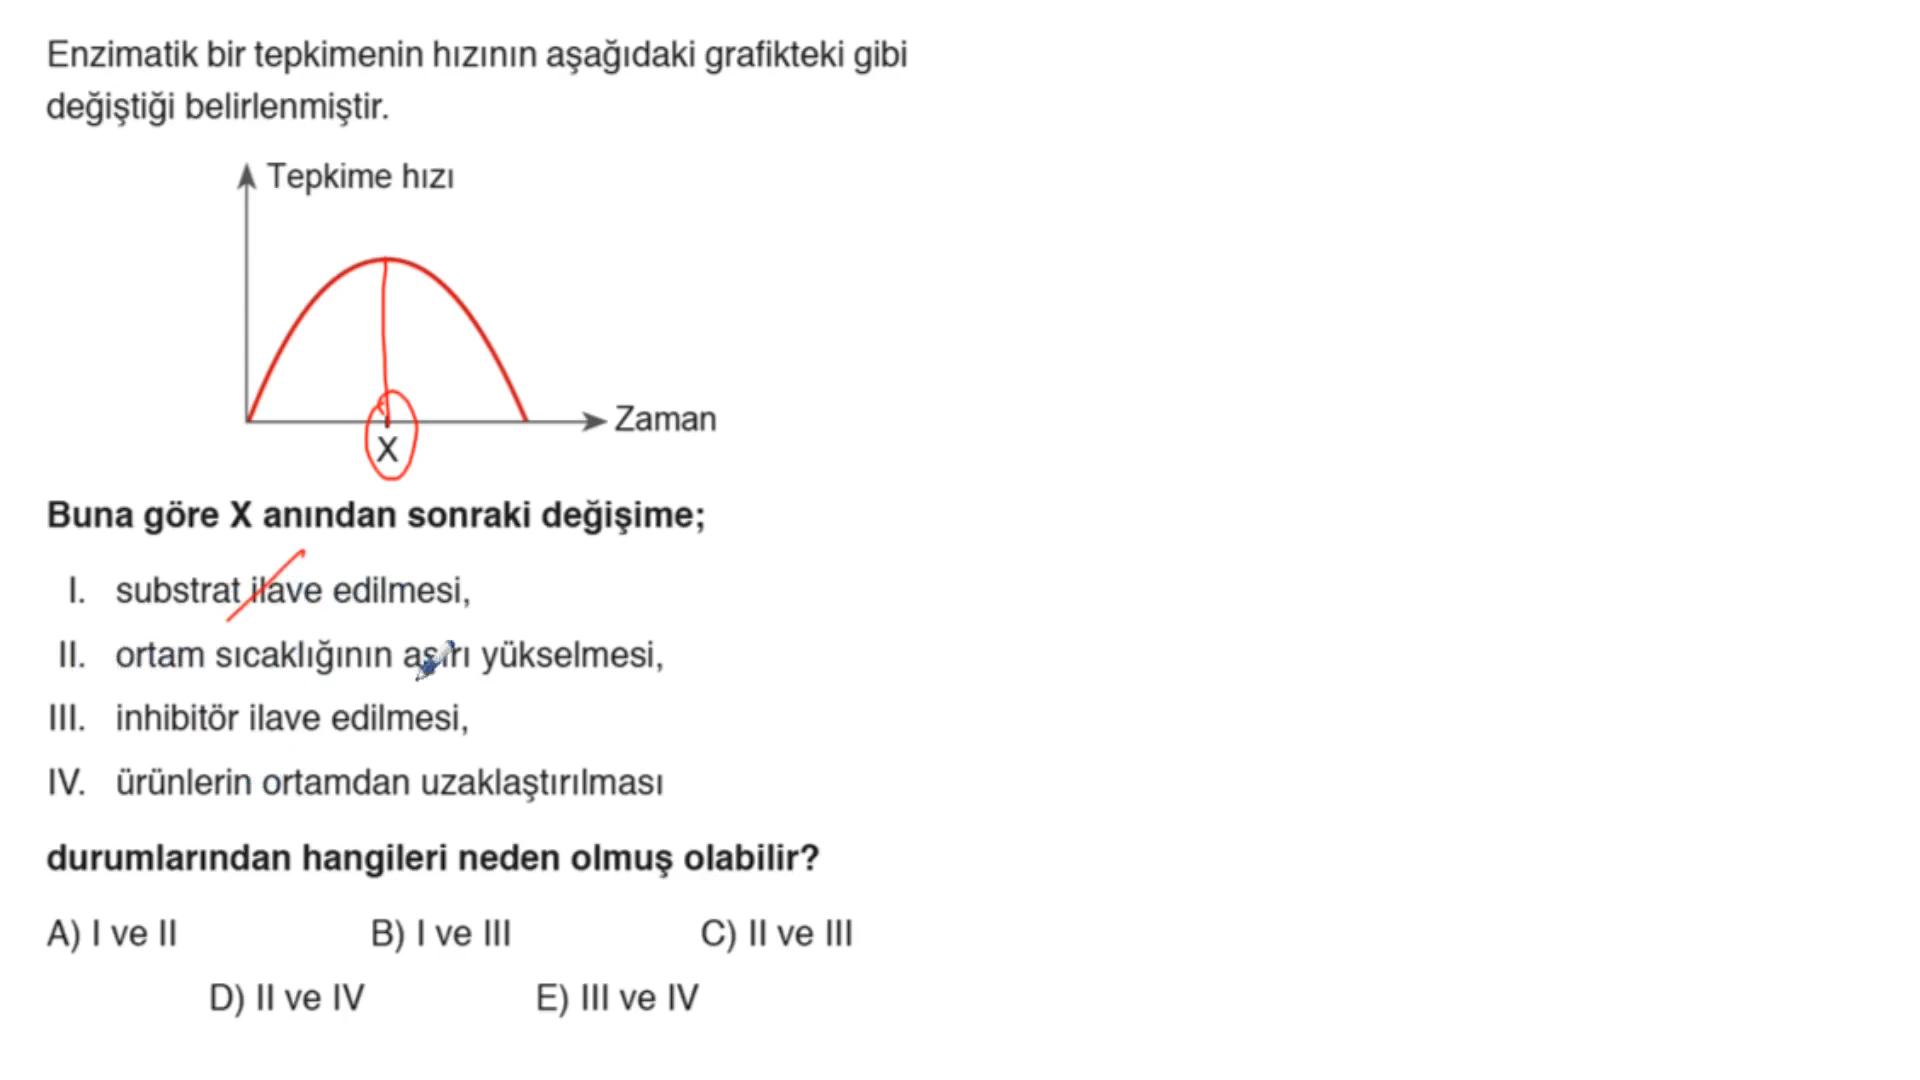 Enzimatik bir tepkimenin hızının aşağıdaki grafikteki gibi
değiştiği belirlenmiştir.
Tepkime hızı
Zaman
X
Buna göre X anından sonraki değişime;
I. substrat ilave edilmesi,
II. ortam sıcaklığının aşırı yükselmesi,
III. inhibitör ilave edilmesi,
IV. ürünlerin ortamdan uzaklaştırılması
durumlarından hangileri neden olmuş olabilir?
A) I ve II B) I ve III C) II ve III
D) II ve IV E) III ve IV